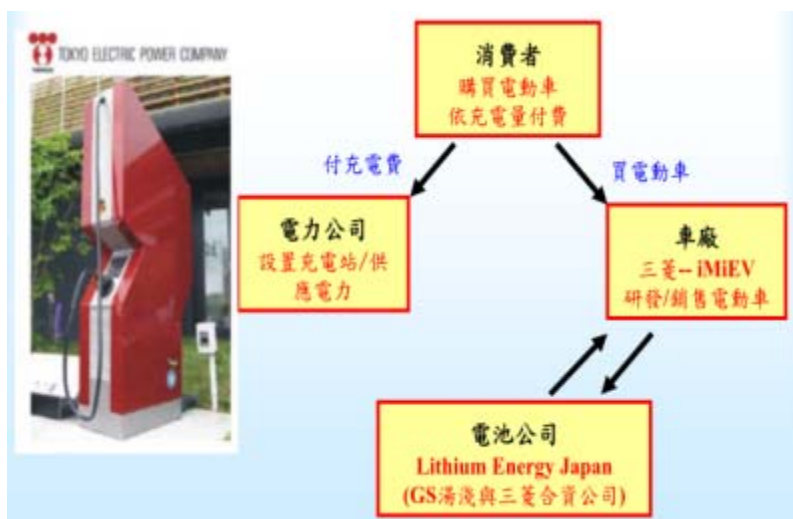 TOKYO ELECTRIC POWER COMPANY
消費者
購買電動車
依充電量付費
付充電費
買電動車
電力公司
設置充電站/供
應電力
車廠
三菱-- iMiEV
研發/銷售電動車
電池公司
Lithium Energy Japan
(GS湯淺與三菱合資公司)